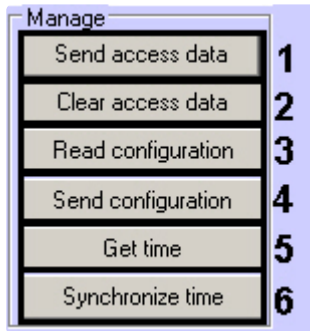 Manage
Send access data 1
Clear access data 2
Read configuration 3
Send configuration 4
Get time 5
Synchronize time 6